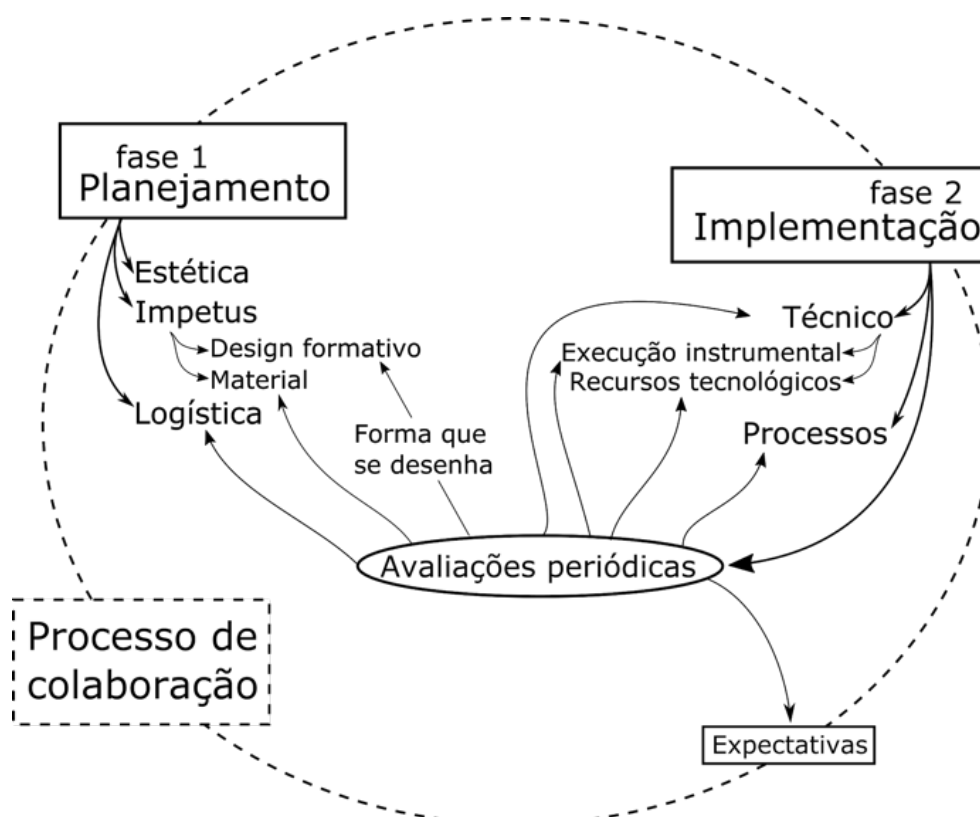 fase 1
Planejamento
fase 2
Implementação
Estética
Impetus
Design formativo
Material
Logística
Técnico
Execução instrumental
Recursos tecnológicos
Processos
Forma que
se desenha
Avaliações periódicas
Processo de
colaboração
Expectativas